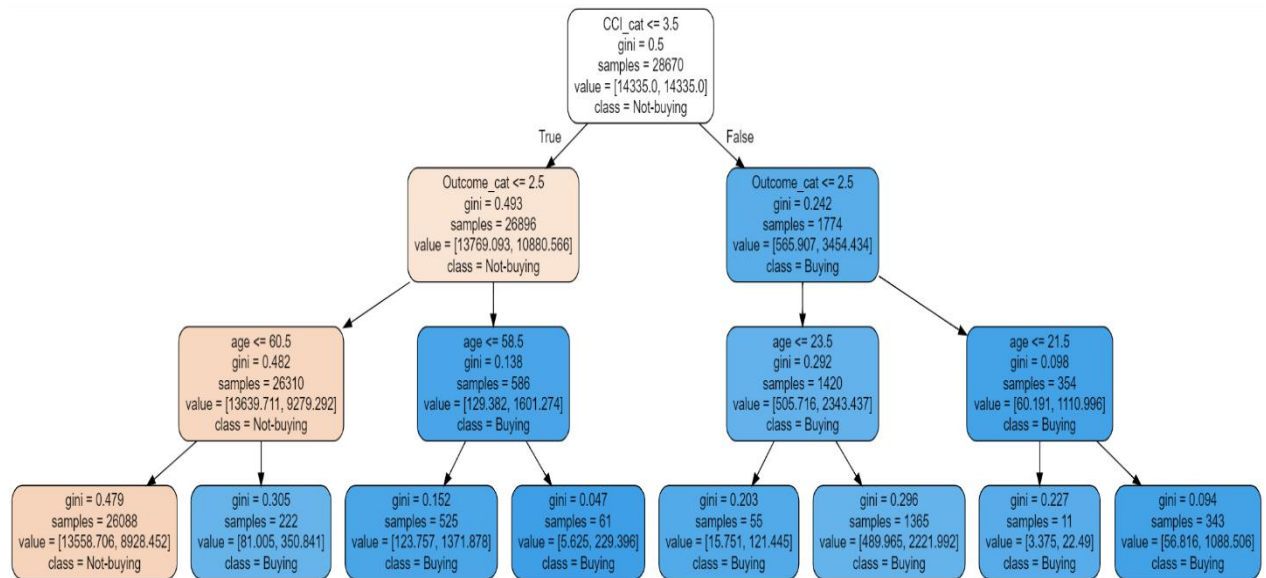 CCI_cat <= 3.5
gini = 0.5
samples = 28670
value = [14335.0, 14335.0]
class = Not-buying
True
False
Outcome_cat <= 2.5
gini = 0.493
samples = 26896
value = [13769.093, 10880.566]
class = Not-buying
Outcome_cat <= 2.5
gini = 0.242
samples = 1774
value = [565.907, 3454.434]
class = Buying
age <= 60.5
gini = 0.482
samples = 26310
value = [13639.711, 9279.292]
class = Not-buying
age <= 58.5
gini = 0.138
samples = 586
value = [129.382, 1601.274]
class = Buying
age <= 23.5
gini = 0.292
samples = 1420
value = [505.716, 2343.437]
class = Buying
age <= 21.5
gini = 0.098
samples = 354
value = [60.191, 1110.996]
class = Buying
gini = 0.479
samples = 26088
value = [13558.706, 8928.452]
class = Not-buying
gini = 0.305
samples = 222
value = [81.005, 350.841]
class = Buying
gini = 0.152
samples = 525
value = [123.757, 1371.878]
class = Buying
gini = 0.047
samples = 61
value = [5.625, 229.396]
class = Buying
gini = 0.203
samples = 55
value = [15.751, 121.445]
class = Buying
gini = 0.296
samples = 1365
value = [489.965, 2221.992]
class = Buying
gini = 0.227
samples = 11
value = [3.375, 22.49]
class = Buying
gini = 0.094
samples = 343
value = [56.816, 1088.506]
class = Buying